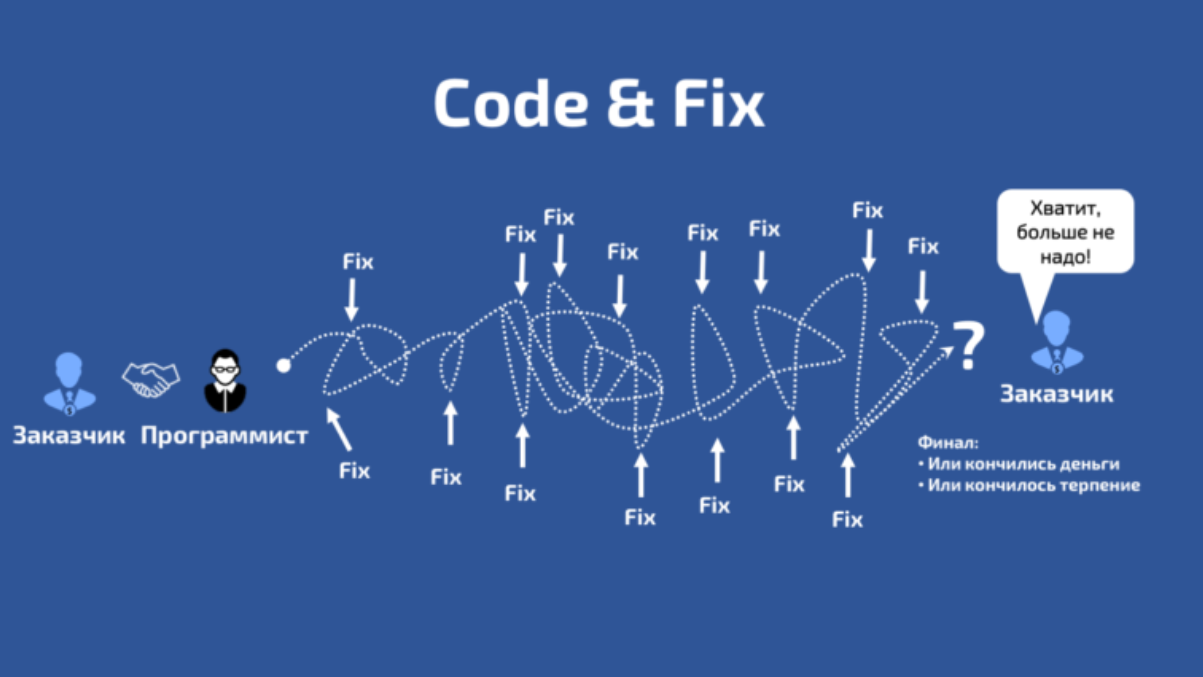 Code & Fix
Fix
Fix
Fix
Fix
Fix
Fix
Fix
Fix
Хватит,
больше не
надо!
?
Заказчик
Программист
Заказчик
Финал:
• Или кончились деньги
• Или кончилось терпение
Fix
Fix
Fix
Fix
Fix
Fix
Fix